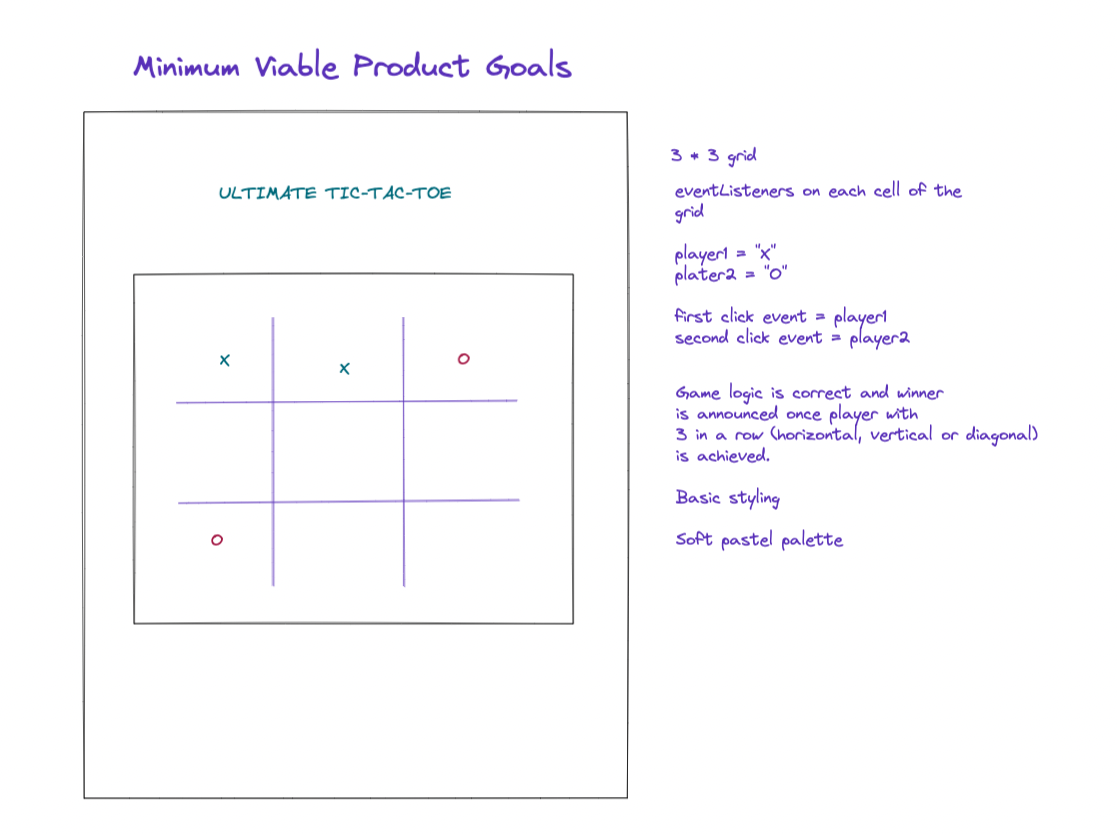 Minimum Viable Product Goals
ULTIMATE TIC-TAC-TOE
X
X
O
O
3 * 3 grid
eventListeners on each cell of the
grid
player1 = "X"
plater2 = "O"
first click event = player1
second click event = player2
Game logic is correct and winner
is announced once player with
3 in a row (horizontal, vertical or diagonal)
is achieved.
Basic styling
Soft pastel palette